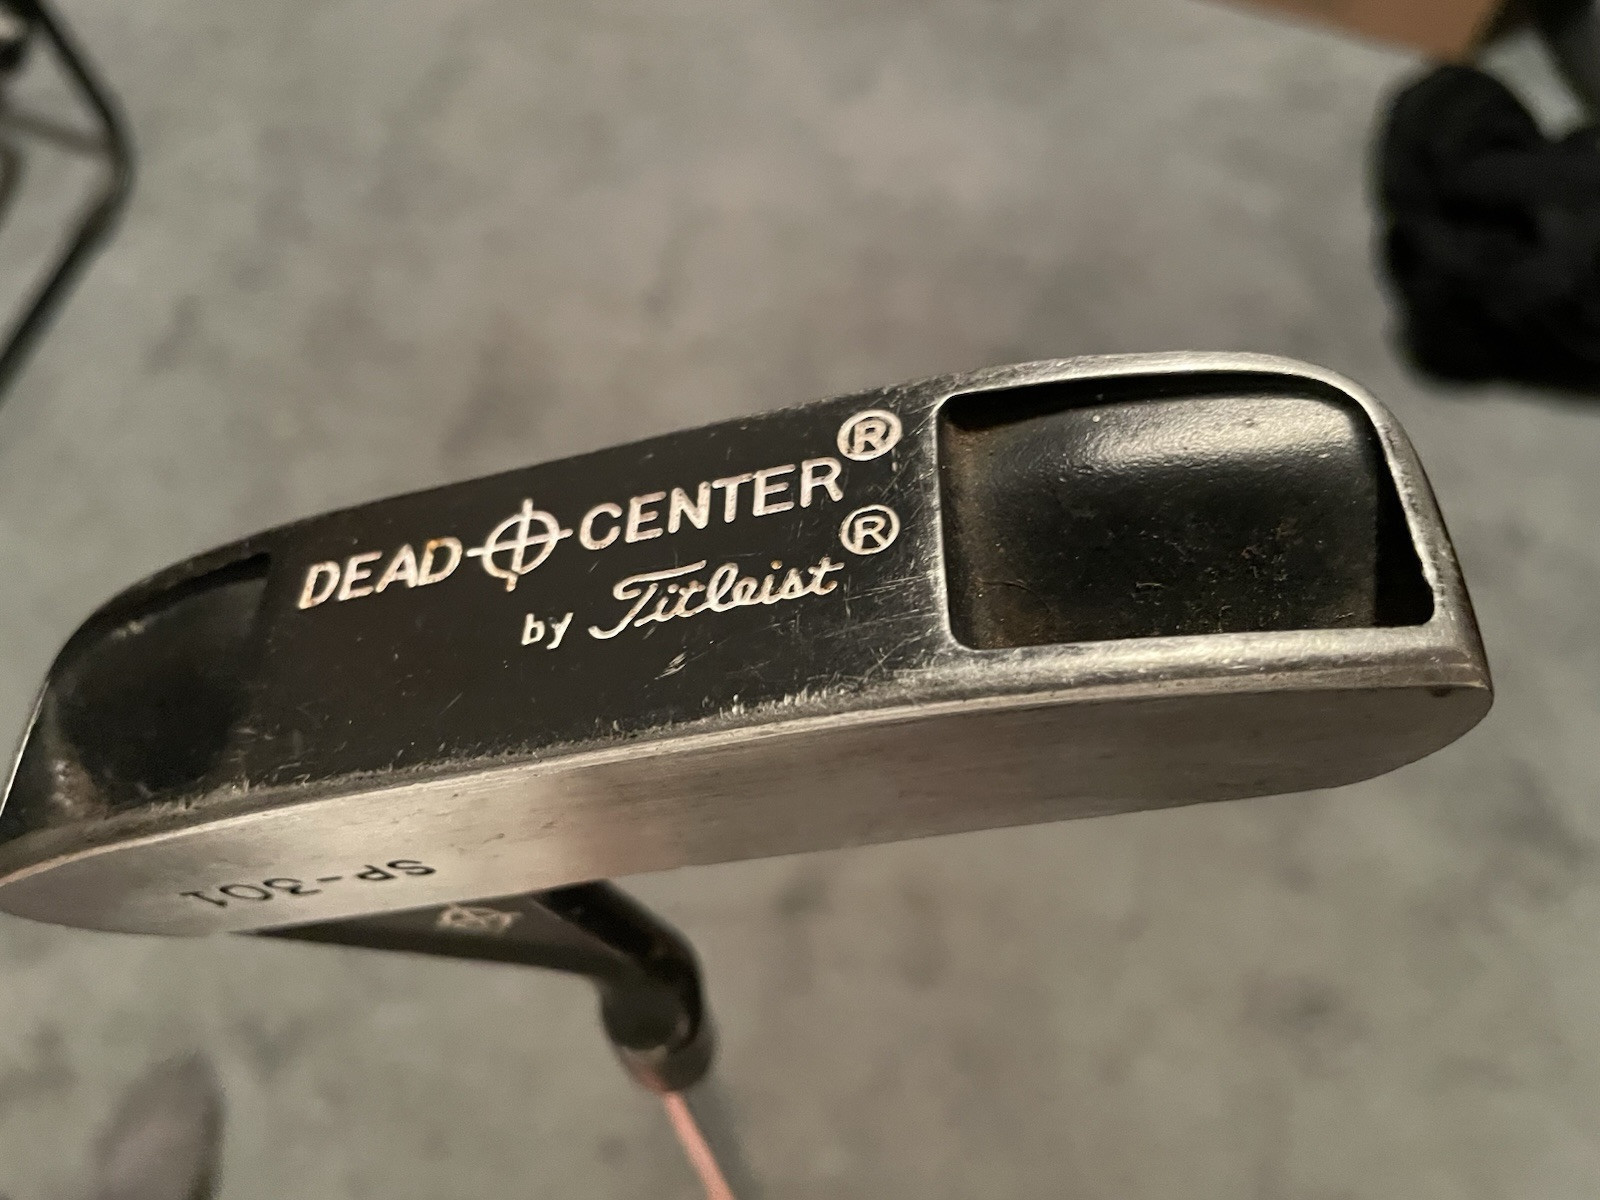 DEAD CENTER®
by Titleist®
SP-301